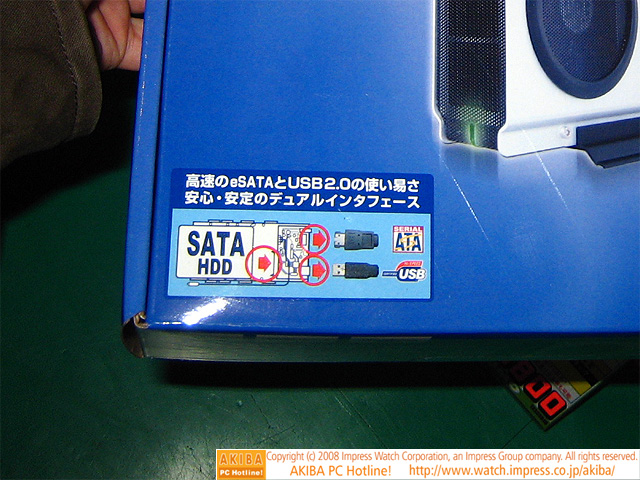 高速のeSATAとUSB2.0の使い易さ
安心・安定のデュアルインタフェース
SATA
HDD
SERIAL
ATA
USB
800
AKIBA
PC Hotline!
Copyright (c) 2008 Impress Watch Corporation, an Impress Group company. All rights reserved.
AKIBA PC Hotline! http://www.watch.impress.co.jp/akiba/